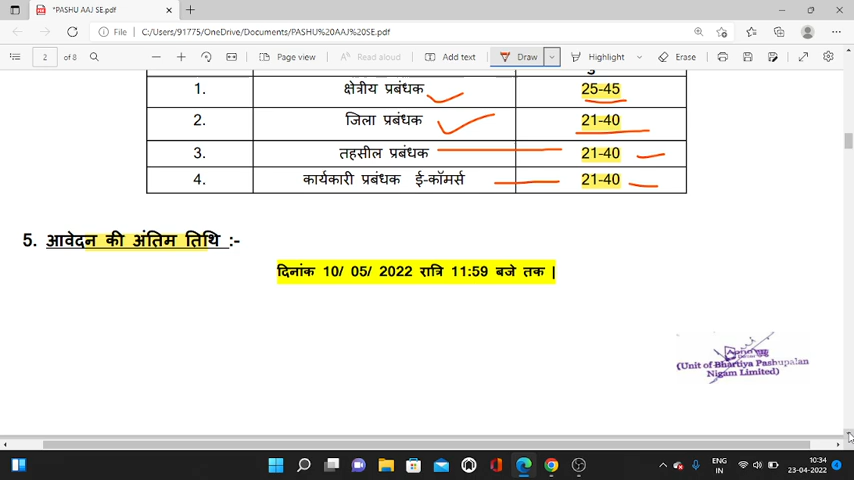 *PASHU AAJ SE.pdf
File
C:/Users/91775/OneDrive/Documents/PASHU%20AAJ%20SE.pdf
2 of 8
Page view
Read aloud
Add text
Draw
Highlight
Erase
1. क्षेत्रीय प्रबंधक 25-45
2. जिला प्रबंधक 21-40
3. तहसील प्रबंधक 21-40
4. कार्यकारी प्रबंधक ई-कॉमर्स 21-40
5. आवेदन की अंतिम तिथि :-
दिनांक 10/ 05/ 2022 रात्रि 11:59 बजे तक |
(Unit of Bhartiya Pashupalan
Nigam Limited)
ENG
IN
10:34
23-04-2022